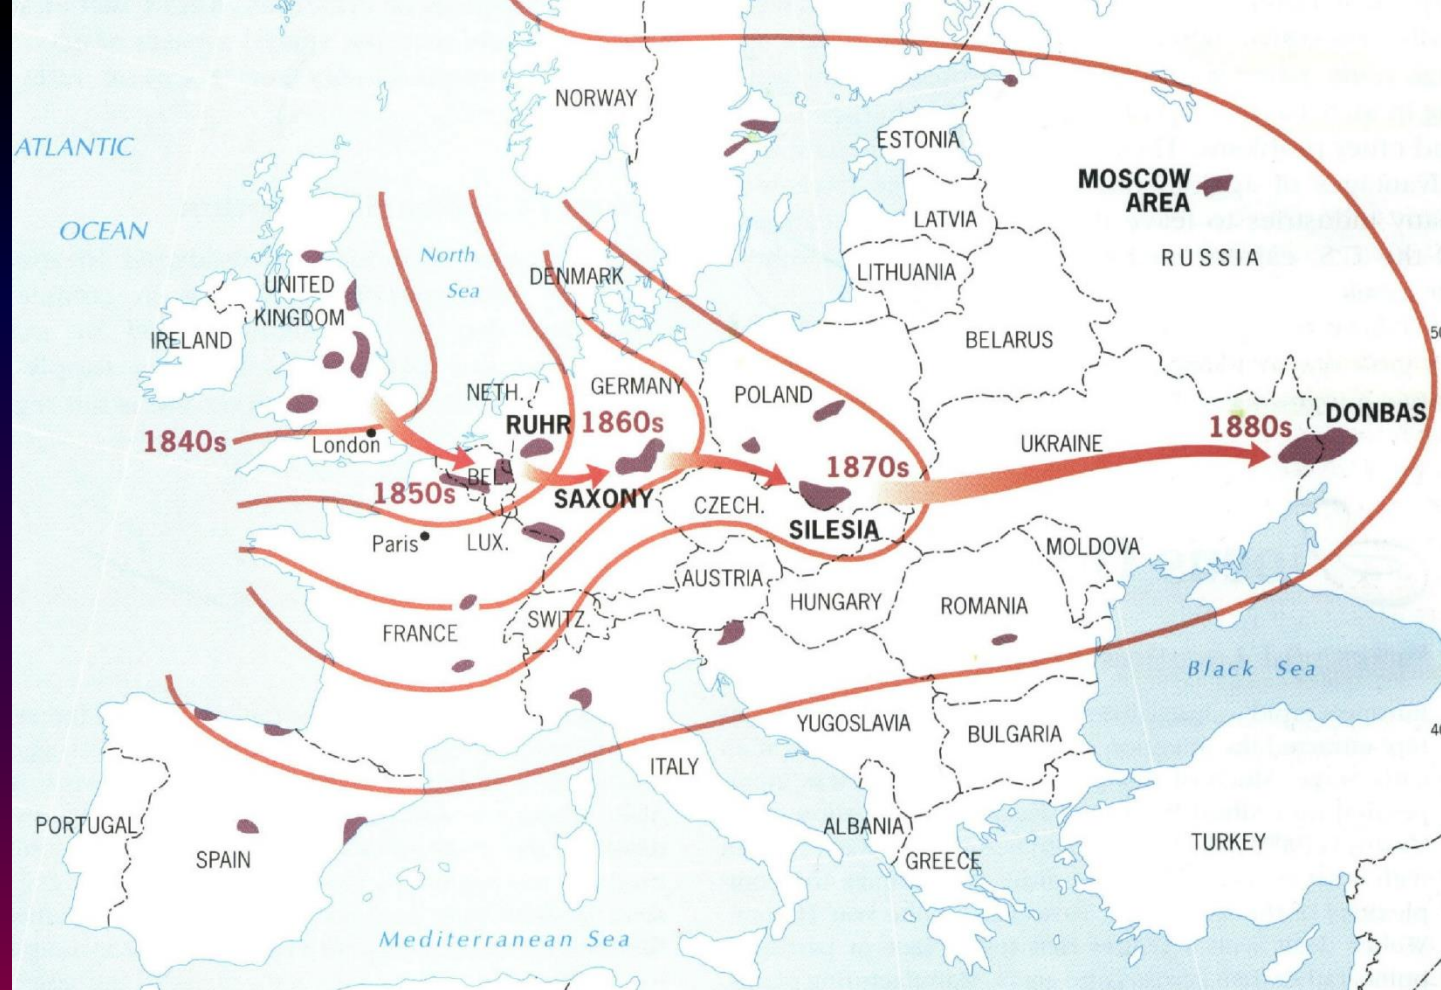 NORWAY
ESTONIA
ATLANTIC
MOSCOW
AREA
LATVIA
OCEAN
North
Sea
DENMARK
RUSSIA
LITHUANIA
UNITED
KINGDOM
IRELAND
BELARUS
NETH.
GERMANY
POLAND
RUHR
1860s
DONBAS
1840s
London
1880s
UKRAINE
BEL.
1870s
1850s
SAXONY
CZECH.
SILESIA
Paris
LUX.
MOLDOVA
AUSTRIA
HUNGARY
ROMANIA
SWITZ.
FRANCE
Black Sea
YUGOSLAVIA
BULGARIA
ITALY
PORTUGAL
ALBANIA
TURKEY
SPAIN
GREECE
Mediterranean Sea